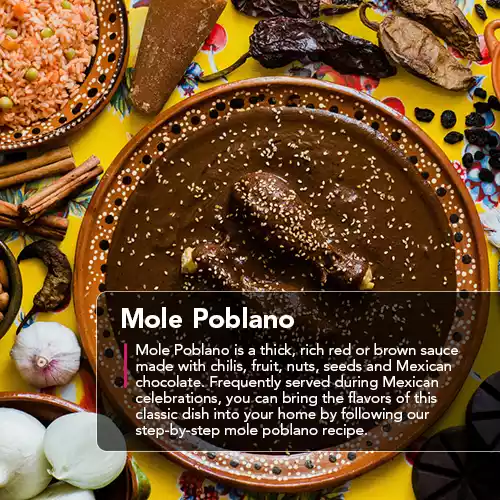 Mole Poblano
Mole Poblano is a thick, rich red or brown sauce
made with chilis, fruit, nuts, seeds and Mexican
chocolate. Frequently served during Mexican
celebrations, you can bring the flavors of this
classic dish into your home by following our
step-by-step mole poblano recipe.